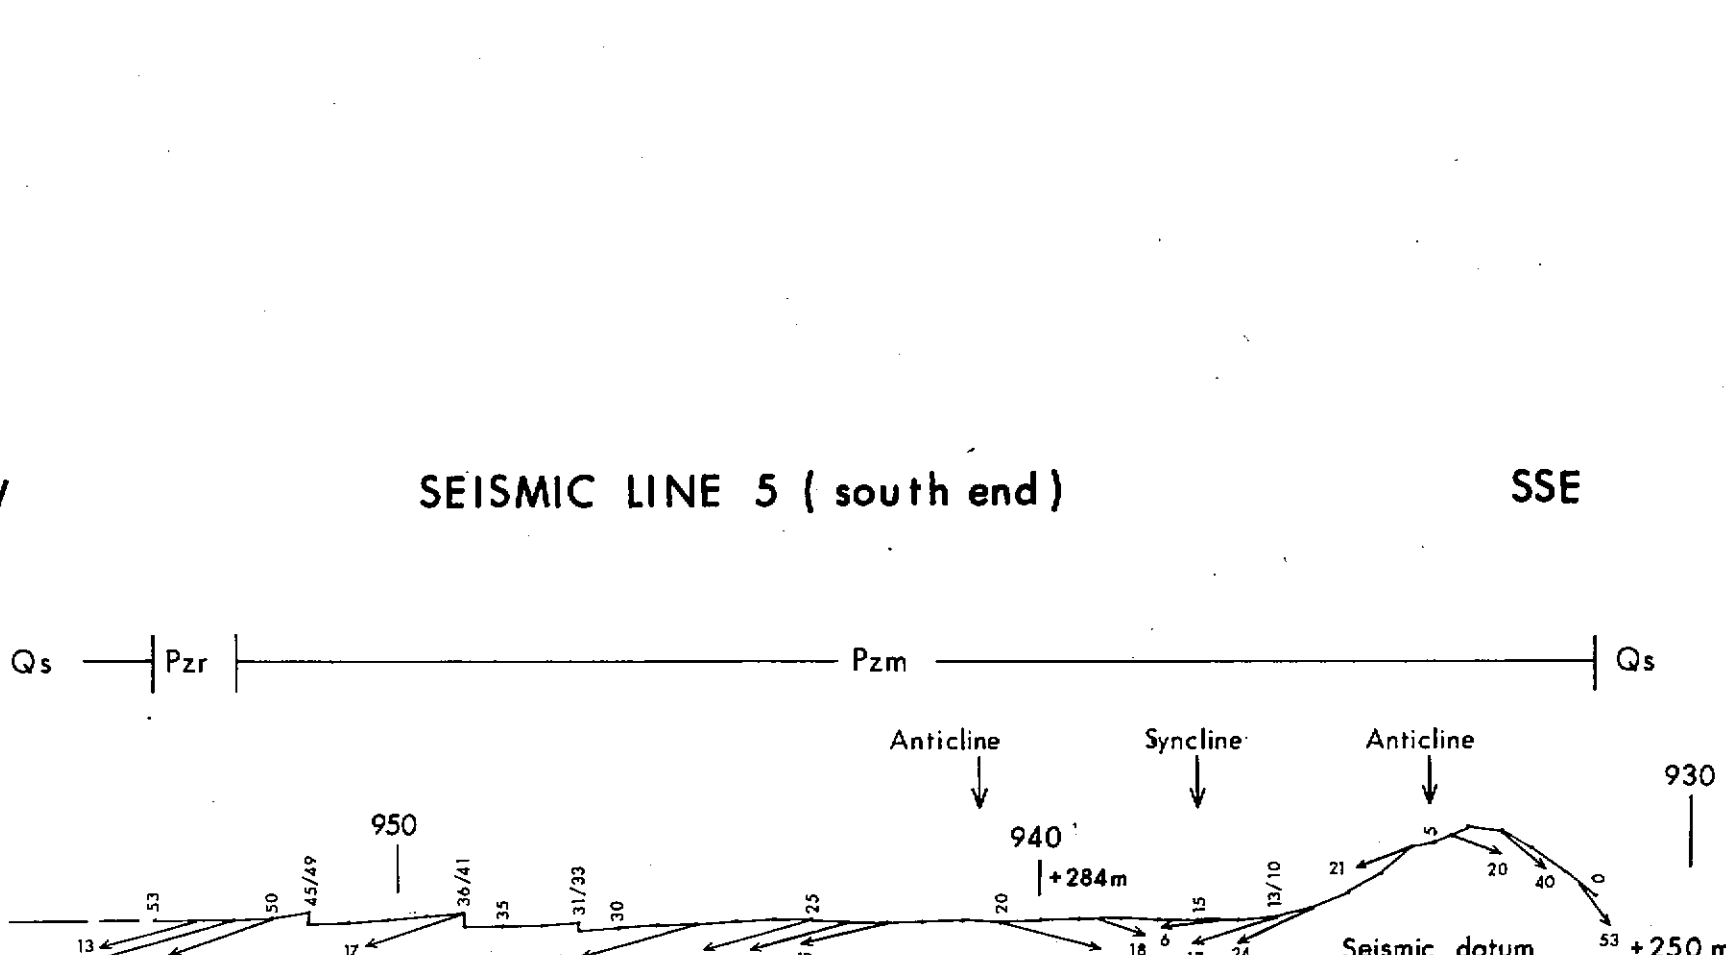 SEISMIC LINE 5 ( south end ) SSE
Qs Pzr Pzm Qs
Anticline Syncline Anticline
930
950 940
+284m
5
53 50 45/49 36/41 35 31/33 30 25 20 15 13/10 21 20 40 0
13 17 18 6 24 53
Seismic datum +250 m